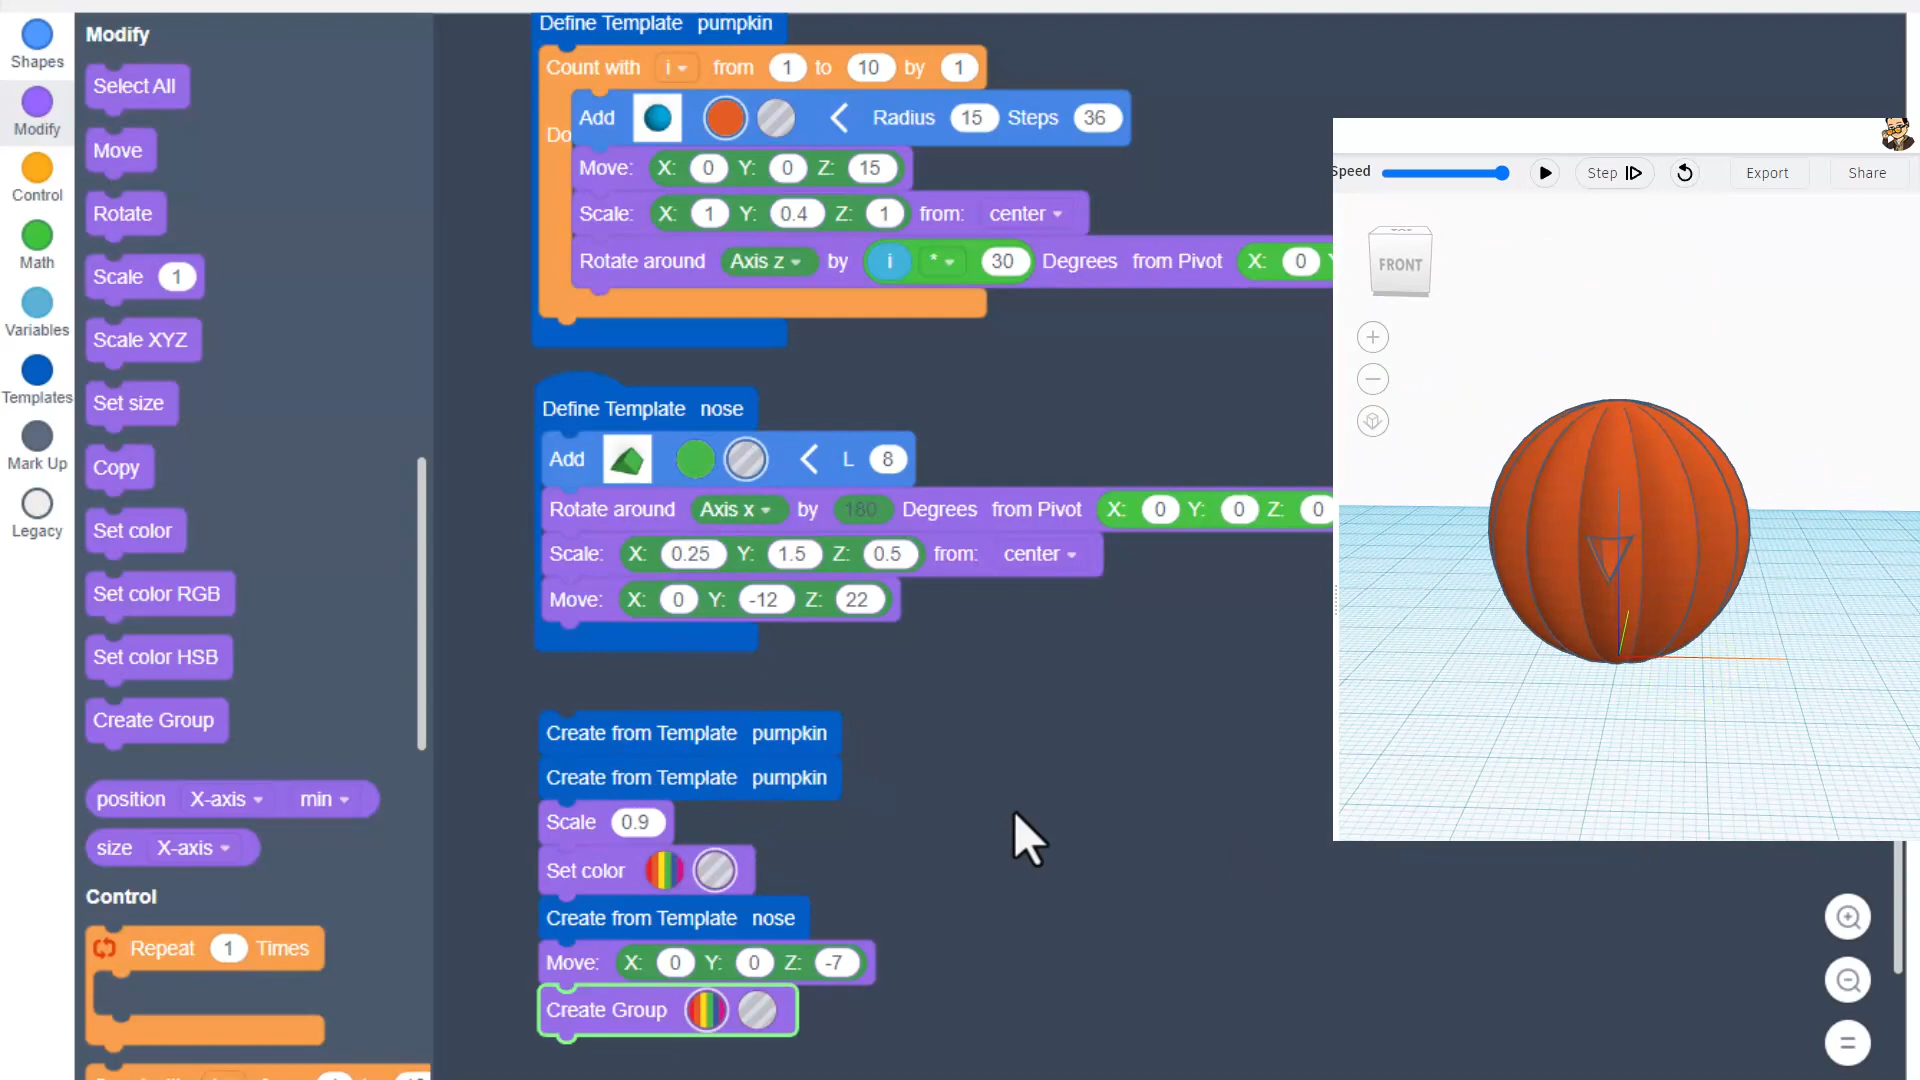 Shapes
Modify
Control
Math
Variables
Templates
Mark Up
Legacy
Modify
Select All
Move
Rotate
Scale 1
Scale XYZ
Set size
Copy
Set color
Set color RGB
Set color HSB
Create Group
position X-axis min
size X-axis
Control
Repeat 1 Times
Define Template pumpkin
Count with i from 1 to 10 by 1
Do
Add Radius 15 Steps 36
Move: X: 0 Y: 0 Z: 15
Scale: X: 1 Y: 0.4 Z: 1 from: center
Rotate around Axis z by i * 30 Degrees from Pivot X: 0
Define Template nose
Add L 8
Rotate around Axis x by 180 Degrees from Pivot X: 0 Y: 0 Z: 0
Scale: X: 0.25 Y: 1.5 Z: 0.5 from: center
Move: X: 0 Y: -12 Z: 22
Create from Template pumpkin
Create from Template pumpkin
Scale 0.9
Set color
Create from Template nose
Move: X: 0 Y: 0 Z: -7
Create Group
Speed Step Export Share
FRONT